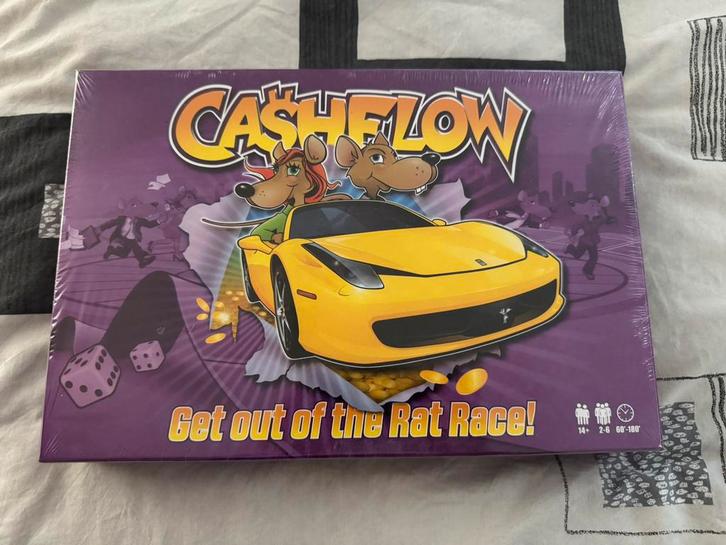 CA$HFLOW
Get out of the Rat Race!
14+ 2-6 60'-180'